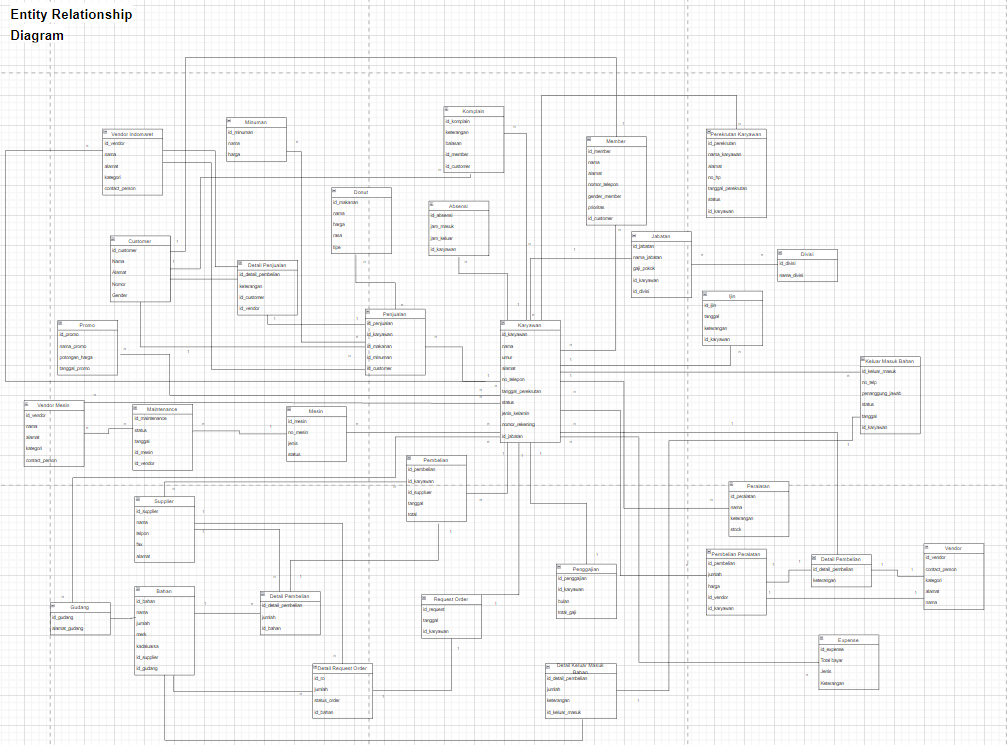 Entity Relationship
Diagram
Komplain
id_komplain
keterangan
balasan
id_member
id_customer
Minuman
id_minuman
nama
harga
Vendor Indomaret
id_vendor
nama
alamat
kategori
contact_person
Member
id_member
nama
alamat
nomor_telepon
gender_member
prioritas
id_customer
Perekrutan Karyawan
id_perekrutan
nama_karyawan
alamat
no_hp
tanggal_perekrutan
status
id_karyawan
Donut
id_makanan
nama
harga
rasa
tipe
Absensi
id_absensi
jam_masuk
jam_keluar
id_karyawan
Customer
id_customer
Nama
Alamat
Nomor
Gender
Jabatan
id_jabatan
nama_jabatan
gaji_pokok
id_karyawan
id_divisi
Divisi
id_divisi
nama_divisi
Detail Penjualan
id_detail_pembelian
keterangan
id_customer
id_vendor
Ijin
id_ijin
tanggal
keterangan
id_karyawan
Penjualan
id_penjualan
id_karyawan
id_makanan
id_minuman
id_customer
Promo
id_promo
nama_promo
potongan_harga
tanggal_promo
Karyawan
id_karyawan
nama
umur
alamat
no_telepon
tanggal_perekrutan
status
jenis_kelamin
nomor_rekening
id_jabatan
Keluar Masuk Bahan
id_keluar_masuk
no_telp
penanggung_jawab
status
tanggal
id_karyawan
Vendor Mesin
id_vendor
nama
alamat
kategori
contact_person
Maintenance
id_maintenance
status
tanggal
id_mesin
id_vendor
Mesin
id_mesin
no_mesin
jenis
status
Pembelian
id_pembelian
id_karyawan
id_suplluer
tanggal
total
Peralatan
id_peralatan
nama
keterangan
stock
Supplier
id_supplier
nama
telpon
fax
alamat
Vendor
id_vendor
contact_person
kategori
alamat
nama
Pembelian Peralatan
id_pembelian
jumlah
harga
id_vendor
id_karyawan
Detail Pembelian
id_detail_pembelian
keterangan
Penggajian
id_penggajian
id_karyawan
bulan
total_gaji
Bahan
id_bahan
nama
jumlah
merk
kadaluarsa
id_supplier
id_gudang
Detail Pembelian
id_detail_pembelian
jumlah
id_bahan
Request Order
id_request
tanggal
id_karyawan
Gudang
id_gudang
alamat_gudang
Expense
id_expense
Total bayar
Jenis
Keterangan
Detail Request Order
id_ro
jumlah
status_order
id_bahan
Detail Keluar Masuk
Bahan
id_detail_pembelian
jumlah
keterangan
id_keluar_masuk